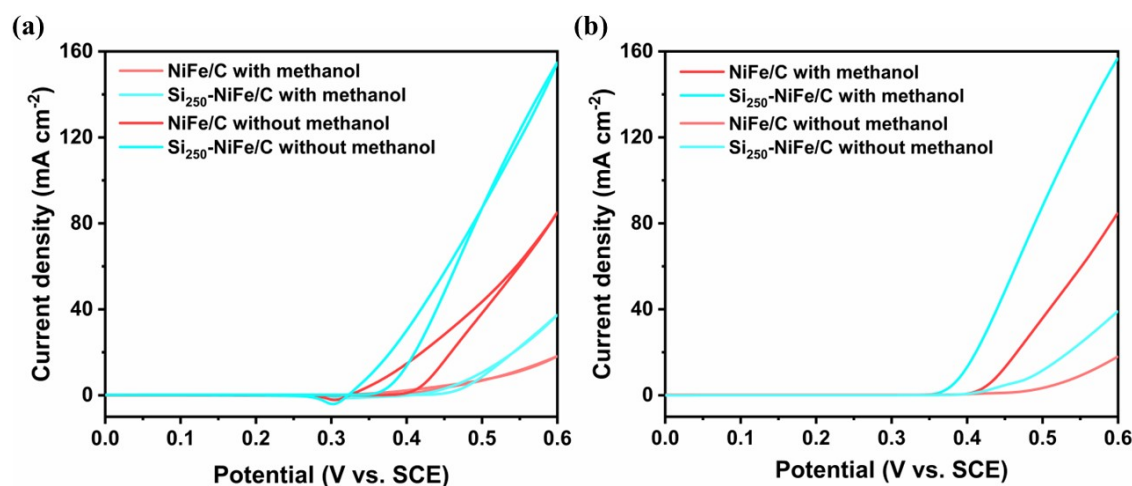 (a)
160
120
80
40
0
0.0 0.1 0.2 0.3 0.4 0.5 0.6
Current density (mA cm⁻²)
Potential (V vs. SCE)
NiFe/C with methanol
Si₂₅₀-NiFe/C with methanol
NiFe/C without methanol
Si₂₅₀-NiFe/C without methanol
(b)
160
120
80
40
0
0.0 0.1 0.2 0.3 0.4 0.5 0.6
Current density (mA cm⁻²)
Potential (V vs. SCE)
NiFe/C with methanol
Si₂₅₀-NiFe/C with methanol
NiFe/C without methanol
Si₂₅₀-NiFe/C without methanol